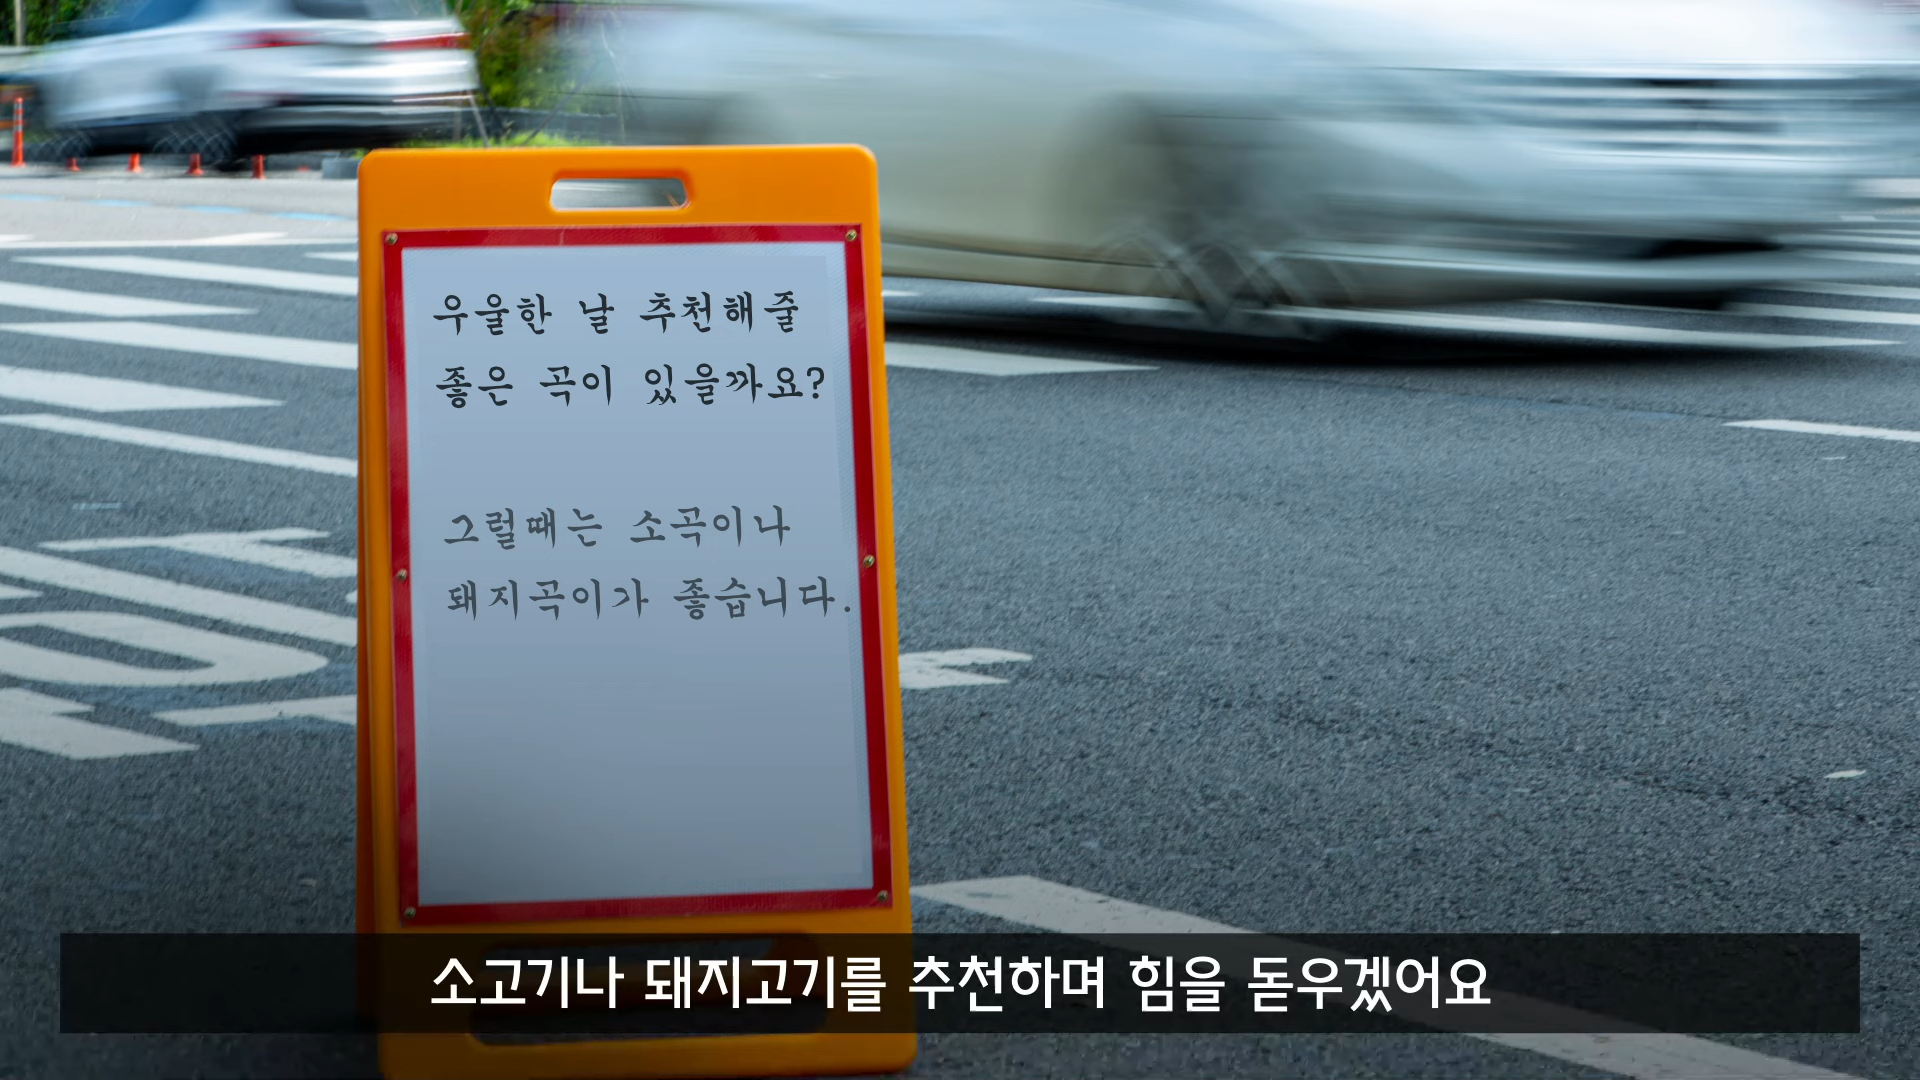 우울한 날 추천해줄
좋은 곡이 있을까요?
그럴때는 소곡이나
돼지곡이가 좋습니다.
소고기나 돼지고기를 추천하며 힘을 돋우겠어요